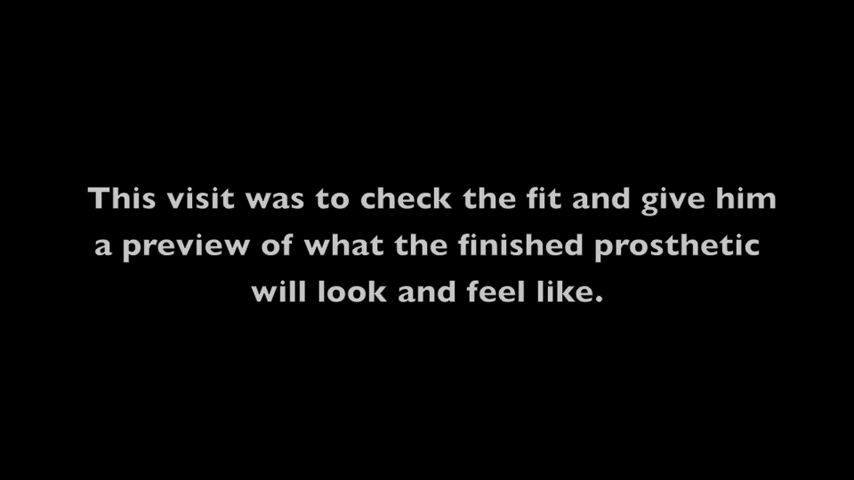 This visit was to check the fit and give him
a preview of what the finished prosthetic
will look and feel like.